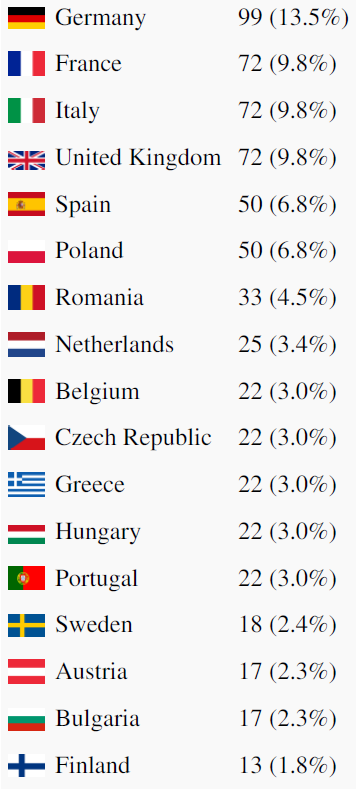 Germany 99 (13.5%)
France 72 (9.8%)
Italy 72 (9.8%)
United Kingdom 72 (9.8%)
Spain 50 (6.8%)
Poland 50 (6.8%)
Romania 33 (4.5%)
Netherlands 25 (3.4%)
Belgium 22 (3.0%)
Czech Republic 22 (3.0%)
Greece 22 (3.0%)
Hungary 22 (3.0%)
Portugal 22 (3.0%)
Sweden 18 (2.4%)
Austria 17 (2.3%)
Bulgaria 17 (2.3%)
Finland 13 (1.8%)